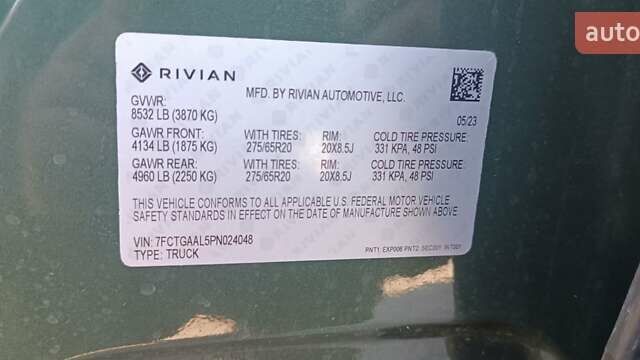 auto
RIVIAN
MFD. BY RIVIAN AUTOMOTIVE, LLC.
GVWR:
8532 LB (3870 KG)
05/23
GAWR FRONT: WITH TIRES: RIM: COLD TIRE PRESSURE:
4134 LB (1875 KG) 275/65R20 20X8.5J 331 KPA, 48 PSI
GAWR REAR: WITH TIRES: RIM: COLD TIRE PRESSURE:
4960 LB (2250 KG) 275/65R20 20X8.5J 331 KPA, 48 PSI
THIS VEHICLE CONFORMS TO ALL APPLICABLE U.S. FEDERAL MOTOR VEHICLE
SAFETY STANDARDS IN EFFECT ON THE DATE OF MANUFACTURE SHOWN ABOVE.
VIN: 7FCTGAAL5PN024048
TYPE: TRUCK
PNT1: EXP006 PNT2: